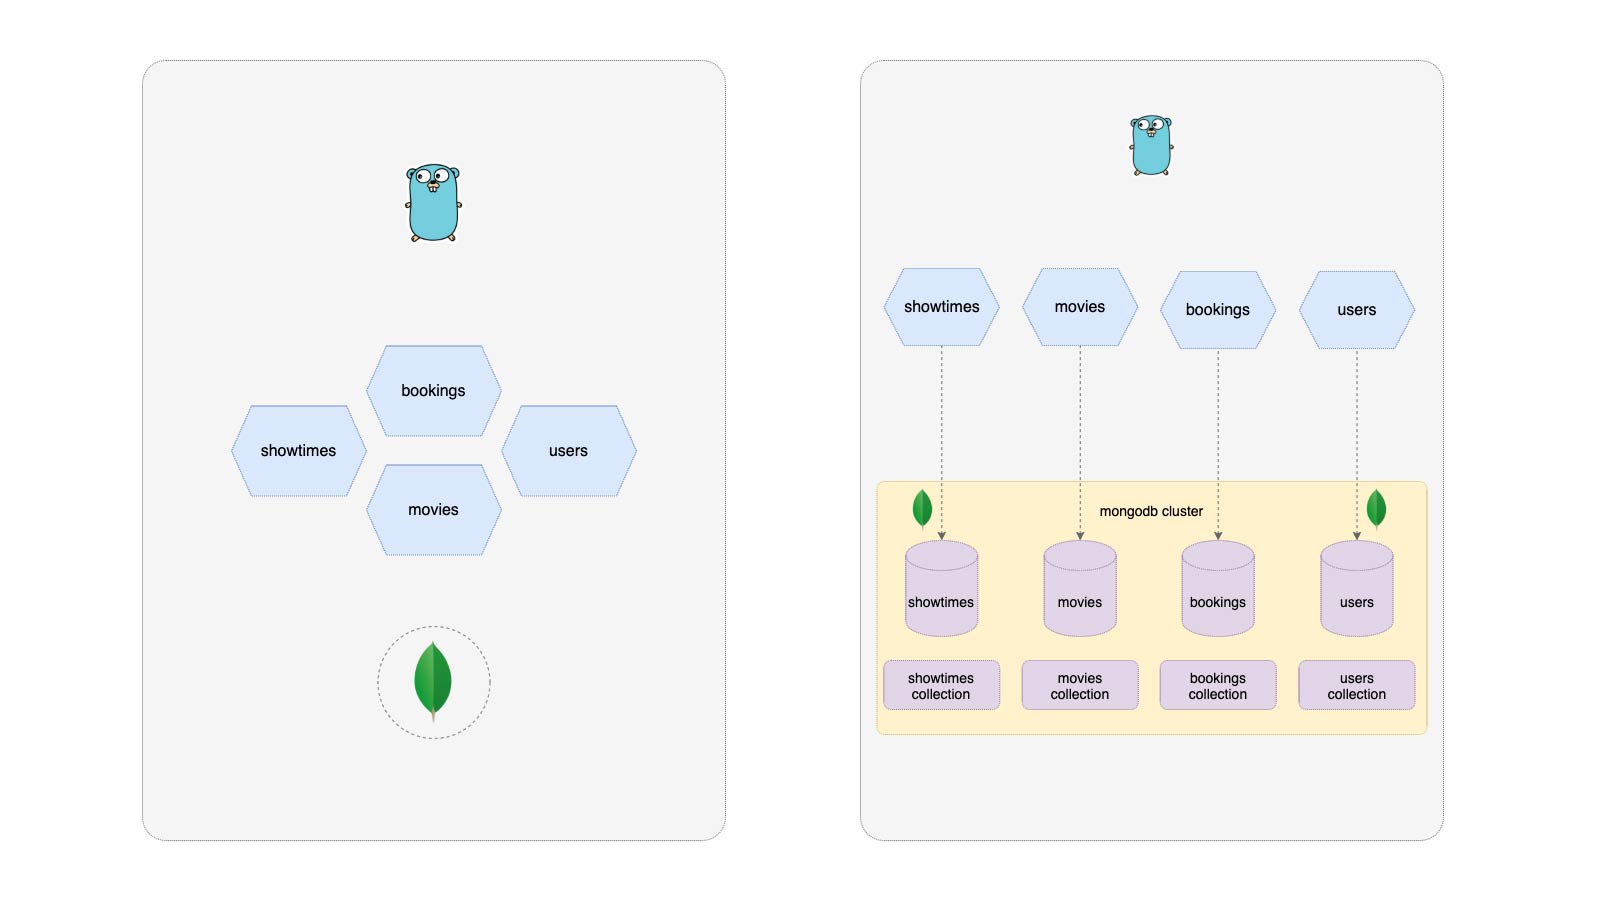 bookings
showtimes
users
movies
showtimes
movies
bookings
users
mongodb cluster
showtimes
movies
bookings
users
showtimes
collection
movies
collection
bookings
collection
users
collection